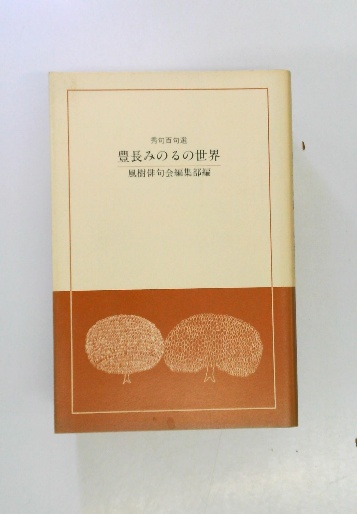 秀句百句選
豊長みのるの世界
風樹俳句会編集部編